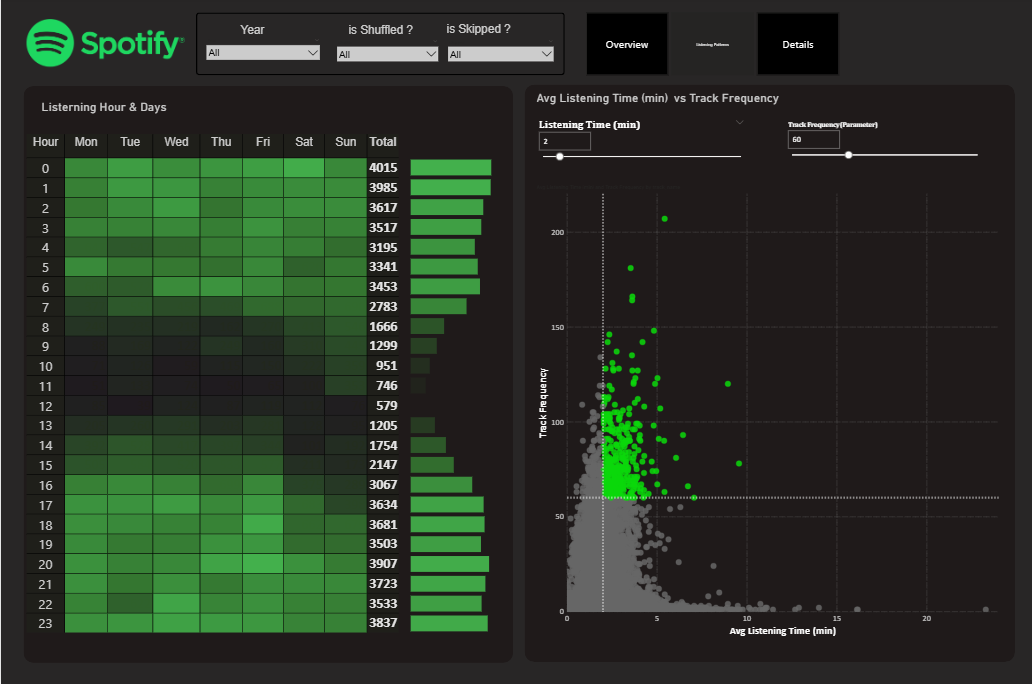 Spotify®
Year
All
is Shuffled ?
All
is Skipped ?
All
Overview
Listening Patterns
Details
Listerning Hour & Days
Hour Mon Tue Wed Thu Fri Sat Sun Total
0 4015
1 3985
2 3617
3 3517
4 3195
5 3341
6 3453
7 2783
8 1666
9 1299
10 951
11 746
12 579
13 1205
14 1754
15 2147
16 3067
17 3634
18 3681
19 3503
20 3907
21 3723
22 3533
23 3837
Avg Listening Time (min) vs Track Frequency
Listening Time (min)
2
Track Frequency(Parameter)
60
Track Frequency
200
150
100
50
0
0 5 10 15 20
Avg Listening Time (min)